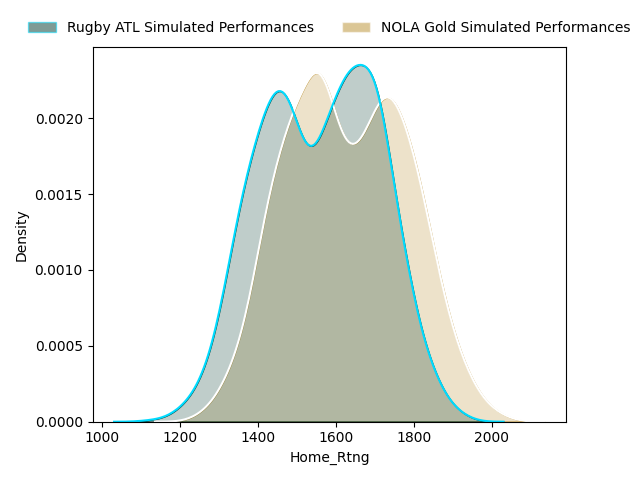 Rugby ATL Simulated Performances
NOLA Gold Simulated Performances
Density
0.0020
0.0015
0.0010
0.0005
0.0000
1000
1200
1400
1600
1800
2000
Home_Rtng